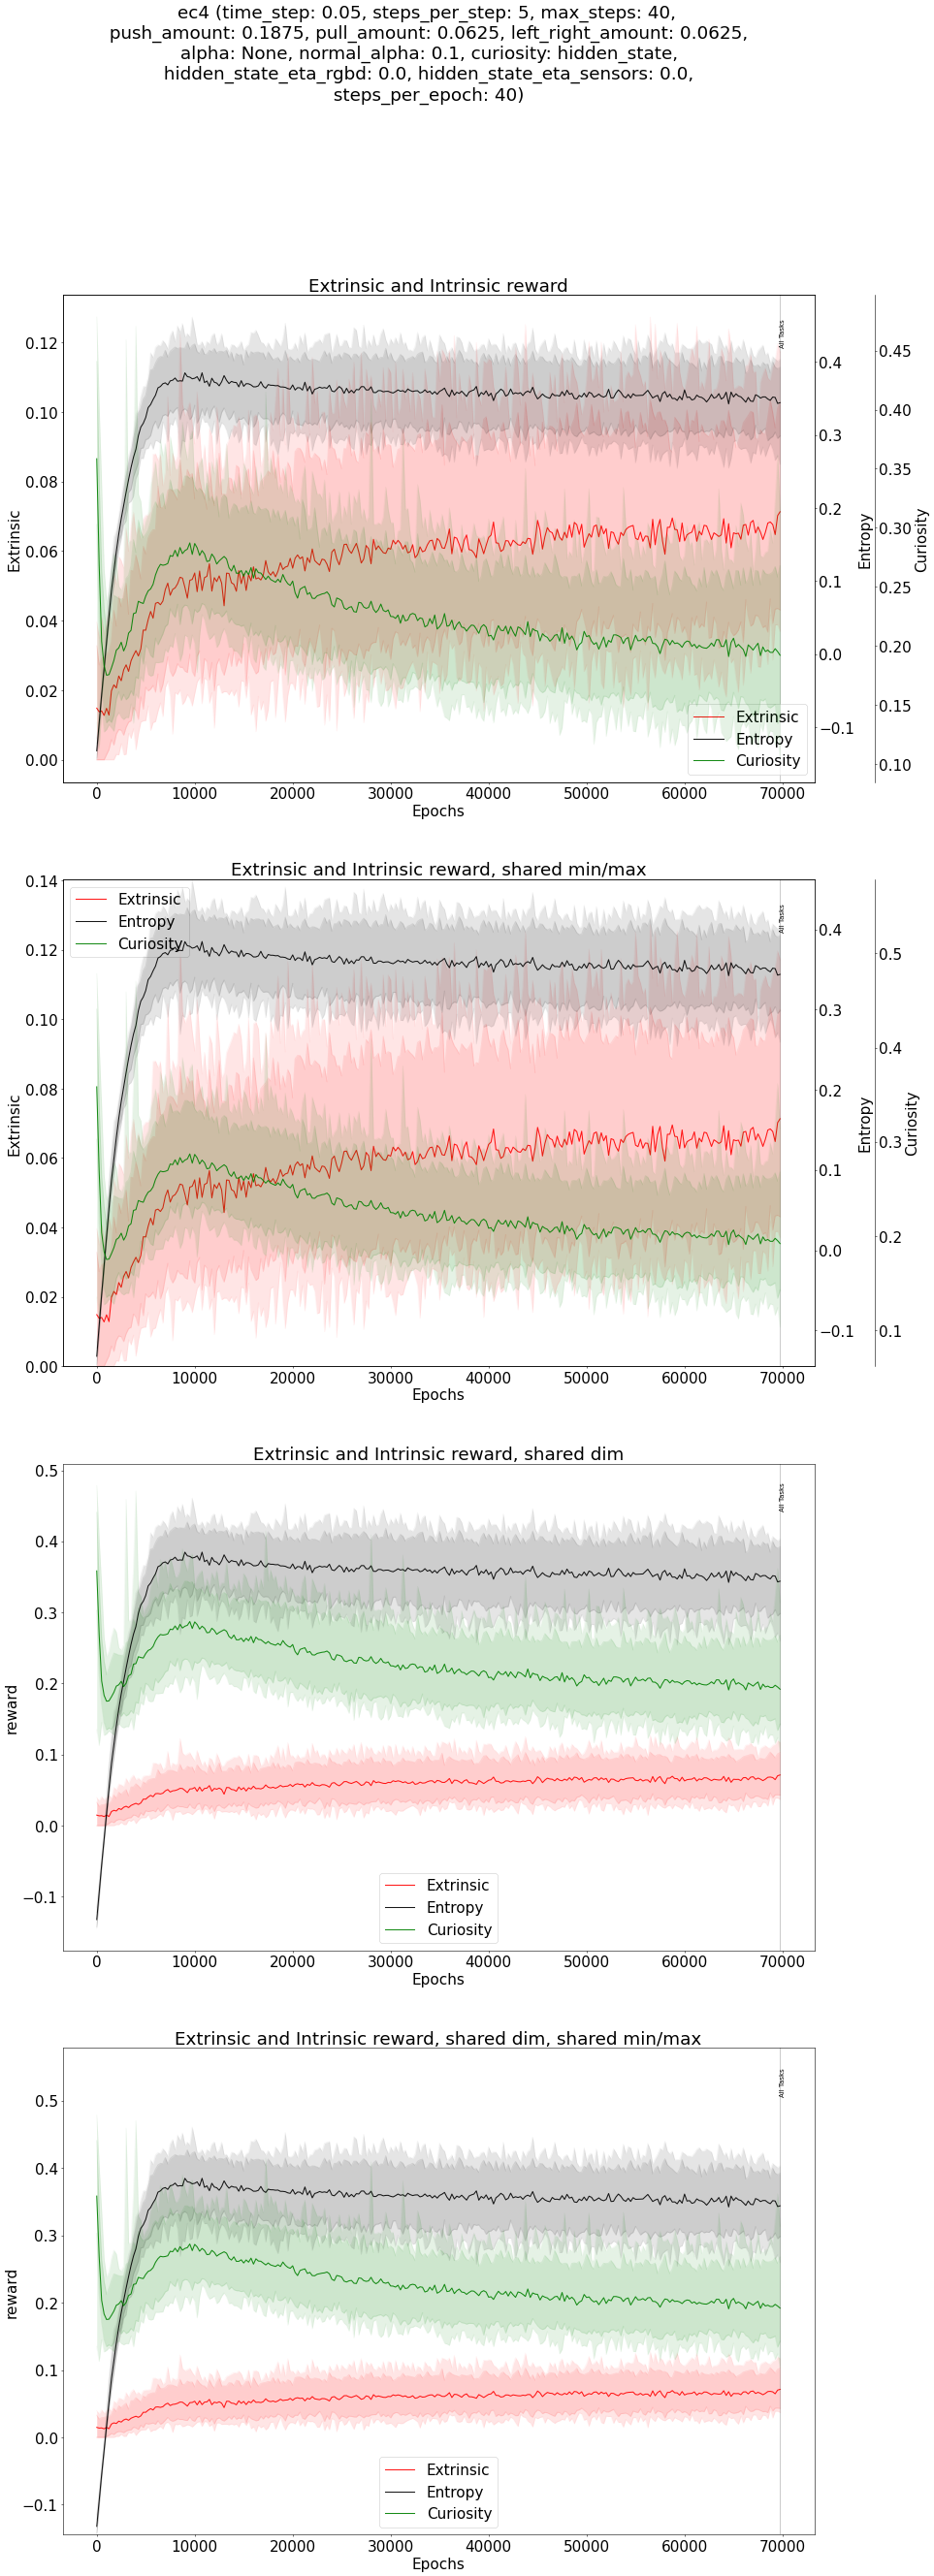 ec4 (time_step: 0.05, steps_per_step: 5, max_steps: 40,
push_amount: 0.1875, pull_amount: 0.0625, left_right_amount: 0.0625,
alpha: None, normal_alpha: 0.1, curiosity: hidden_state,
hidden_state_eta_rgbd: 0.0, hidden_state_eta_sensors: 0.0,
steps_per_epoch: 40)
Extrinsic and Intrinsic reward
All Tasks
0.12
0.10
0.08
0.06
0.04
0.02
0.00
Extrinsic
0.4
0.3
0.2
0.1
0.0
−0.1
Entropy
0.45
0.40
0.35
0.30
0.25
0.20
0.15
0.10
Curiosity
Extrinsic
Entropy
Curiosity
0 10000 20000 30000 40000 50000 60000 70000
Epochs
Extrinsic and Intrinsic reward, shared min/max
All Tasks
Extrinsic
Entropy
Curiosity
0.14
0.12
0.10
0.08
0.06
0.04
0.02
0.00
Extrinsic
0.4
0.3
0.2
0.1
0.0
−0.1
Entropy
0.5
0.4
0.3
0.2
0.1
Curiosity
0 10000 20000 30000 40000 50000 60000 70000
Epochs
Extrinsic and Intrinsic reward, shared dim
All Tasks
0.5
0.4
0.3
0.2
0.1
0.0
−0.1
reward
Extrinsic
Entropy
Curiosity
0 10000 20000 30000 40000 50000 60000 70000
Epochs
Extrinsic and Intrinsic reward, shared dim, shared min/max
All Tasks
0.5
0.4
0.3
0.2
0.1
0.0
−0.1
reward
Extrinsic
Entropy
Curiosity
0 10000 20000 30000 40000 50000 60000 70000
Epochs